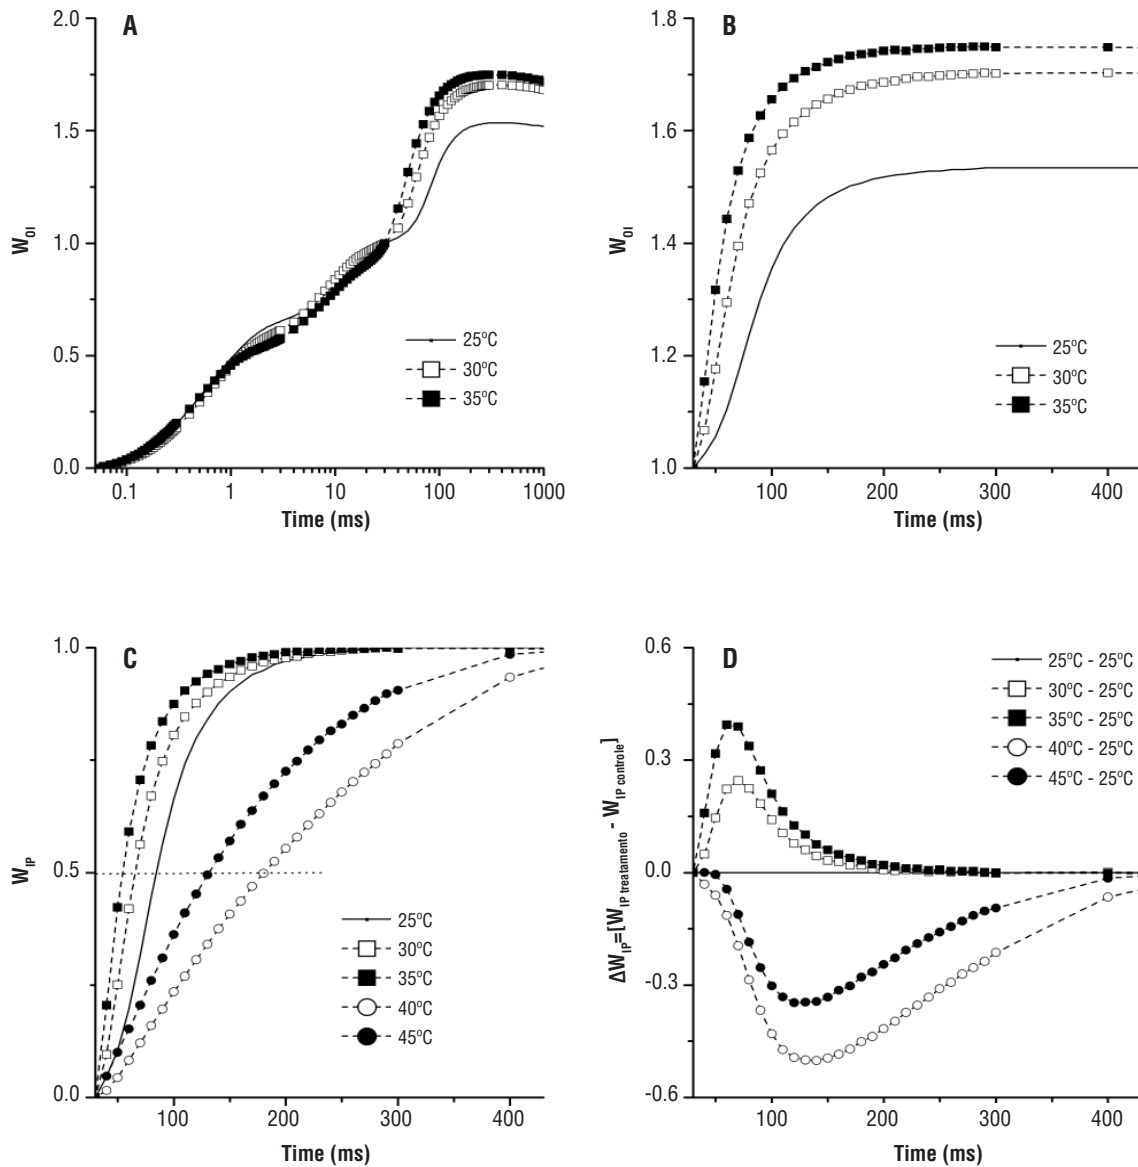 A
2.0
1.5
1.0
0.5
0.0
W_OI
0.1 1 10 100 1000
Time (ms)
25ºC
30ºC
35ºC
B
1.8
1.6
1.4
1.2
1.0
W_OI
100 200 300 400
Time (ms)
25ºC
30ºC
35ºC
C
1.0
0.5
0.0
W_IP
100 200 300 400
Time (ms)
25ºC
30ºC
35ºC
40ºC
45ºC
D
0.6
0.3
0.0
-0.3
-0.6
ΔW_IP=[W_IP treatamento - W_IP controle]
100 200 300 400
Time (ms)
25ºC - 25ºC
30ºC - 25ºC
35ºC - 25ºC
40ºC - 25ºC
45ºC - 25ºC